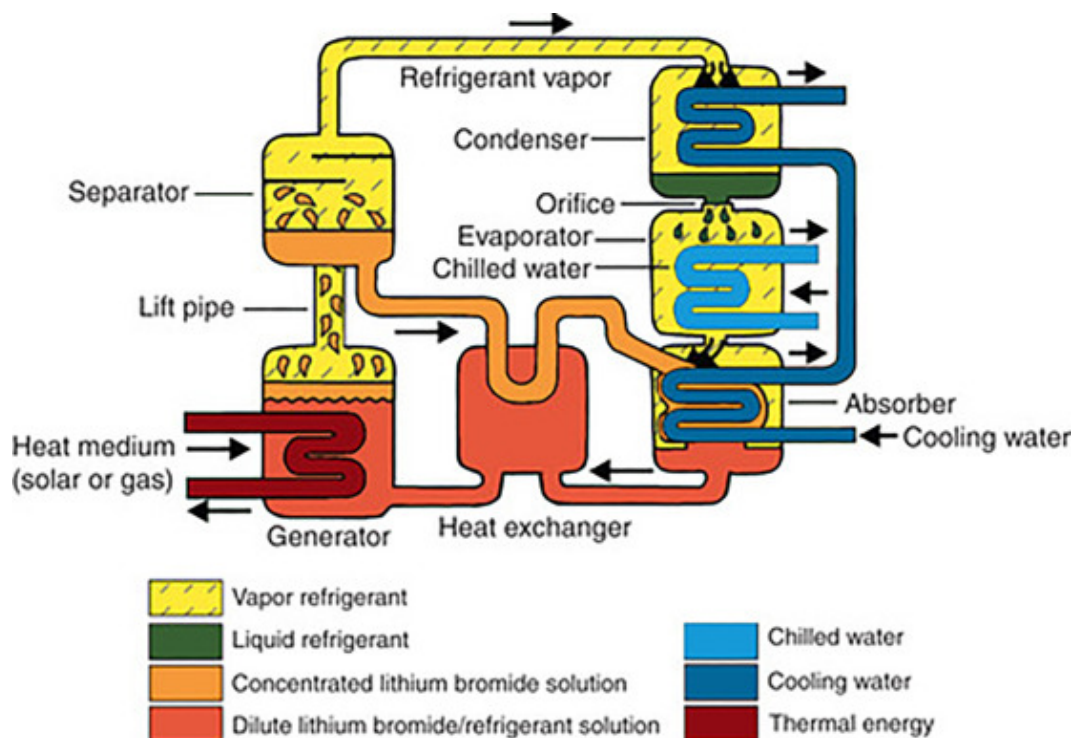 Refrigerant vapor
Condenser
Separator
Orifice
Evaporator
Chilled water
Lift pipe
Absorber
Cooling water
Heat medium
(solar or gas)
Generator
Heat exchanger
Vapor refrigerant
Liquid refrigerant
Concentrated lithium bromide solution
Dilute lithium bromide/refrigerant solution
Chilled water
Cooling water
Thermal energy